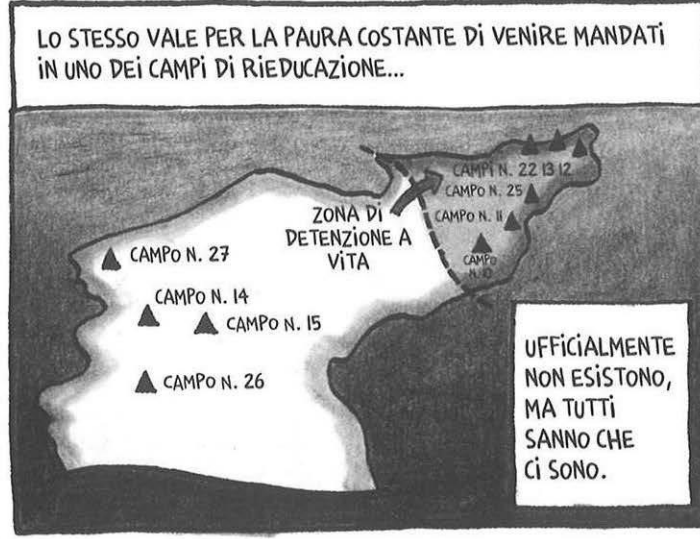 LO STESSO VALE PER LA PAURA COSTANTE Di VENIRE MANDATi
iN UNO DEi CAMPi Di RiEDUCAZiONE...
CAMPi N. 22 13 12
CAMPO N. 25
CAMPO N. 11
CAMPO
ZONA Di
DETENZiONE A
ViTA
CAMPO N. 27
CAMPO N. 14
CAMPO N. 15
CAMPO N. 26
UFFiCiALMENTE
NON ESiSTONO,
MA TUTTi
SANNO CHE
Ci SONO.